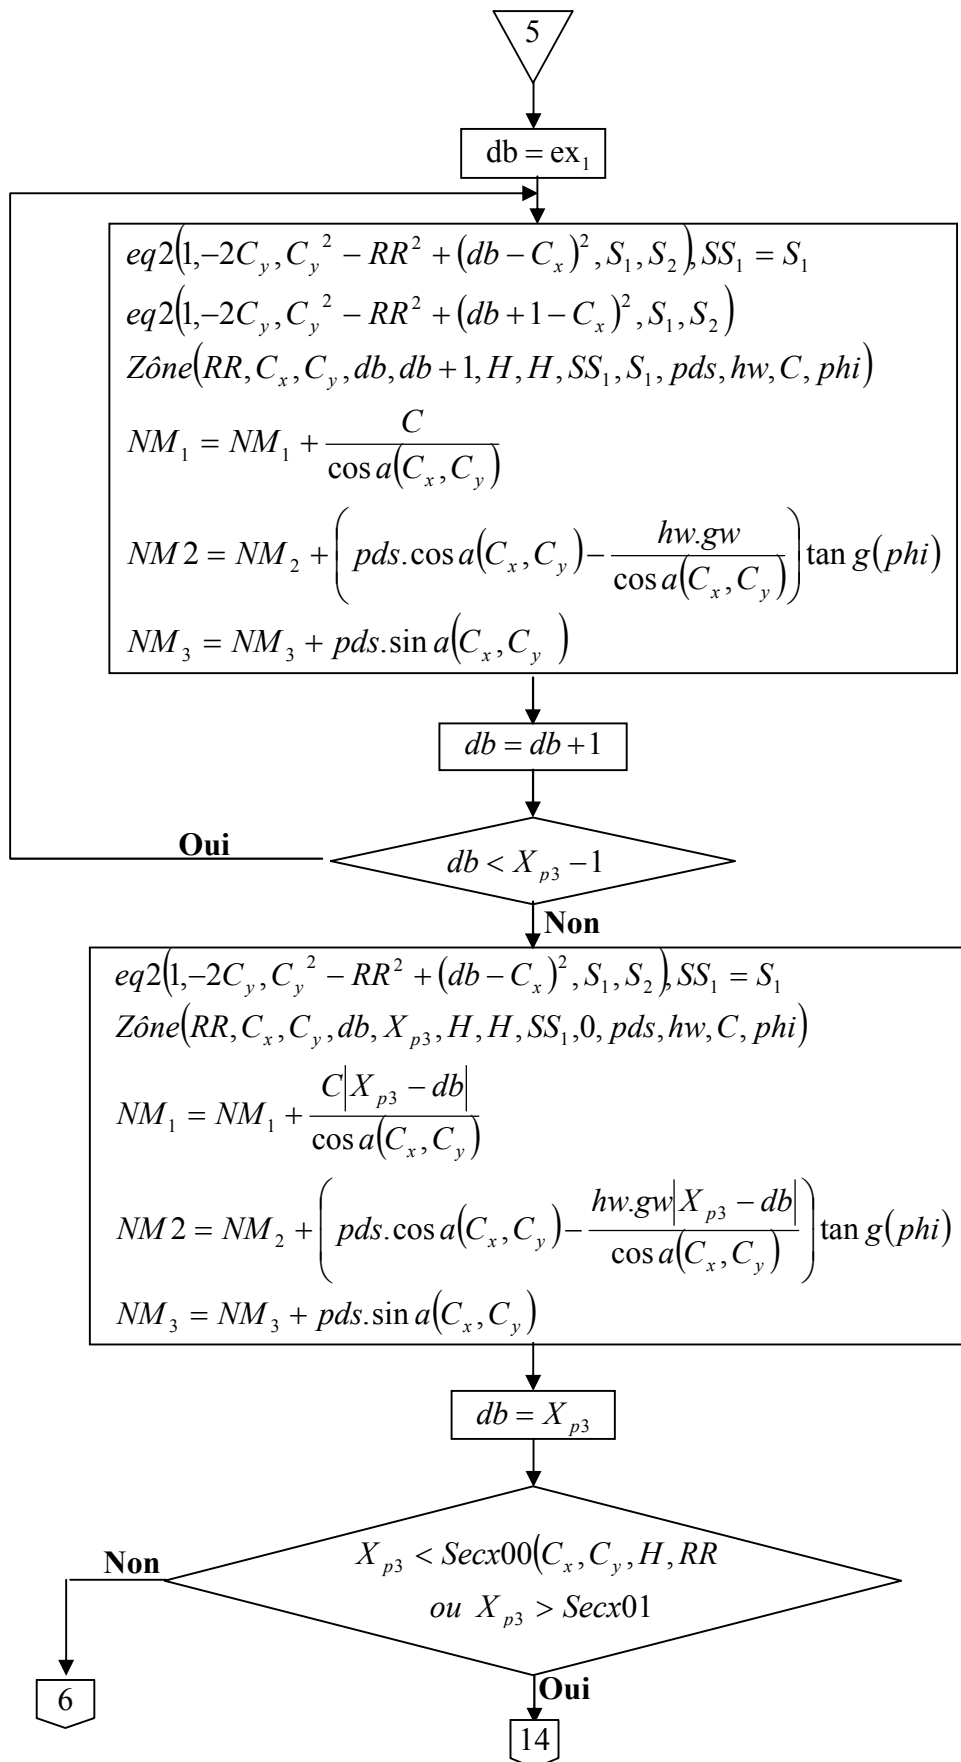 5
db = ex₁
eq2(1,−2C_y, C_y² − RR² + (db − C_x)², S₁, S₂), SS₁ = S₁
eq2(1,−2C_y, C_y² − RR² + (db + 1 − C_x)², S₁, S₂)
Zône(RR, C_x, C_y, db, db + 1, H, H, SS₁, S₁, pds, hw, C, phi)
NM₁ = NM₁ + C / cos a(C_x, C_y)
NM2 = NM₂ + ( pds.cos a(C_x, C_y) − hw.gw / cos a(C_x, C_y) ) tan g(phi)
NM₃ = NM₃ + pds.sin a(C_x, C_y )
db = db + 1
Oui
db < X_p3 − 1
Non
eq2(1,−2C_y, C_y² − RR² + (db − C_x)², S₁, S₂), SS₁ = S₁
Zône(RR, C_x, C_y, db, X_p3, H, H, SS₁,0, pds, hw, C, phi)
NM₁ = NM₁ + C|X_p3 − db| / cos a(C_x, C_y)
NM2 = NM₂ + ( pds.cos a(C_x, C_y) − hw.gw|X_p3 − db| / cos a(C_x, C_y) ) tan g(phi)
NM₃ = NM₃ + pds.sin a(C_x, C_y)
db = X_p3
Non
X_p3 < Secx00(C_x, C_y, H, RR
ou X_p3 > Secx01
Oui
6
14